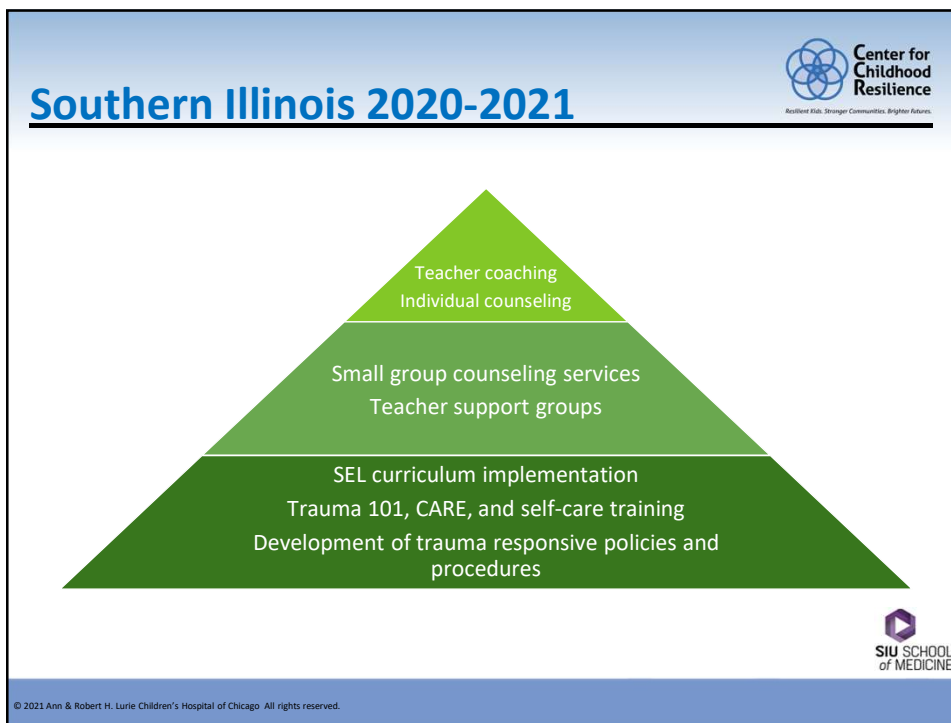 Southern Illinois 2020-2021
Center for
Childhood
Resilience
Resilient Kids. Stronger Communities. Brighter Futures.
Teacher coaching
Individual counseling
Small group counseling services
Teacher support groups
SEL curriculum implementation
Trauma 101, CARE, and self-care training
Development of trauma responsive policies and
procedures
SIU SCHOOL
of MEDICINE
© 2021 Ann & Robert H. Lurie Children’s Hospital of Chicago All rights reserved.